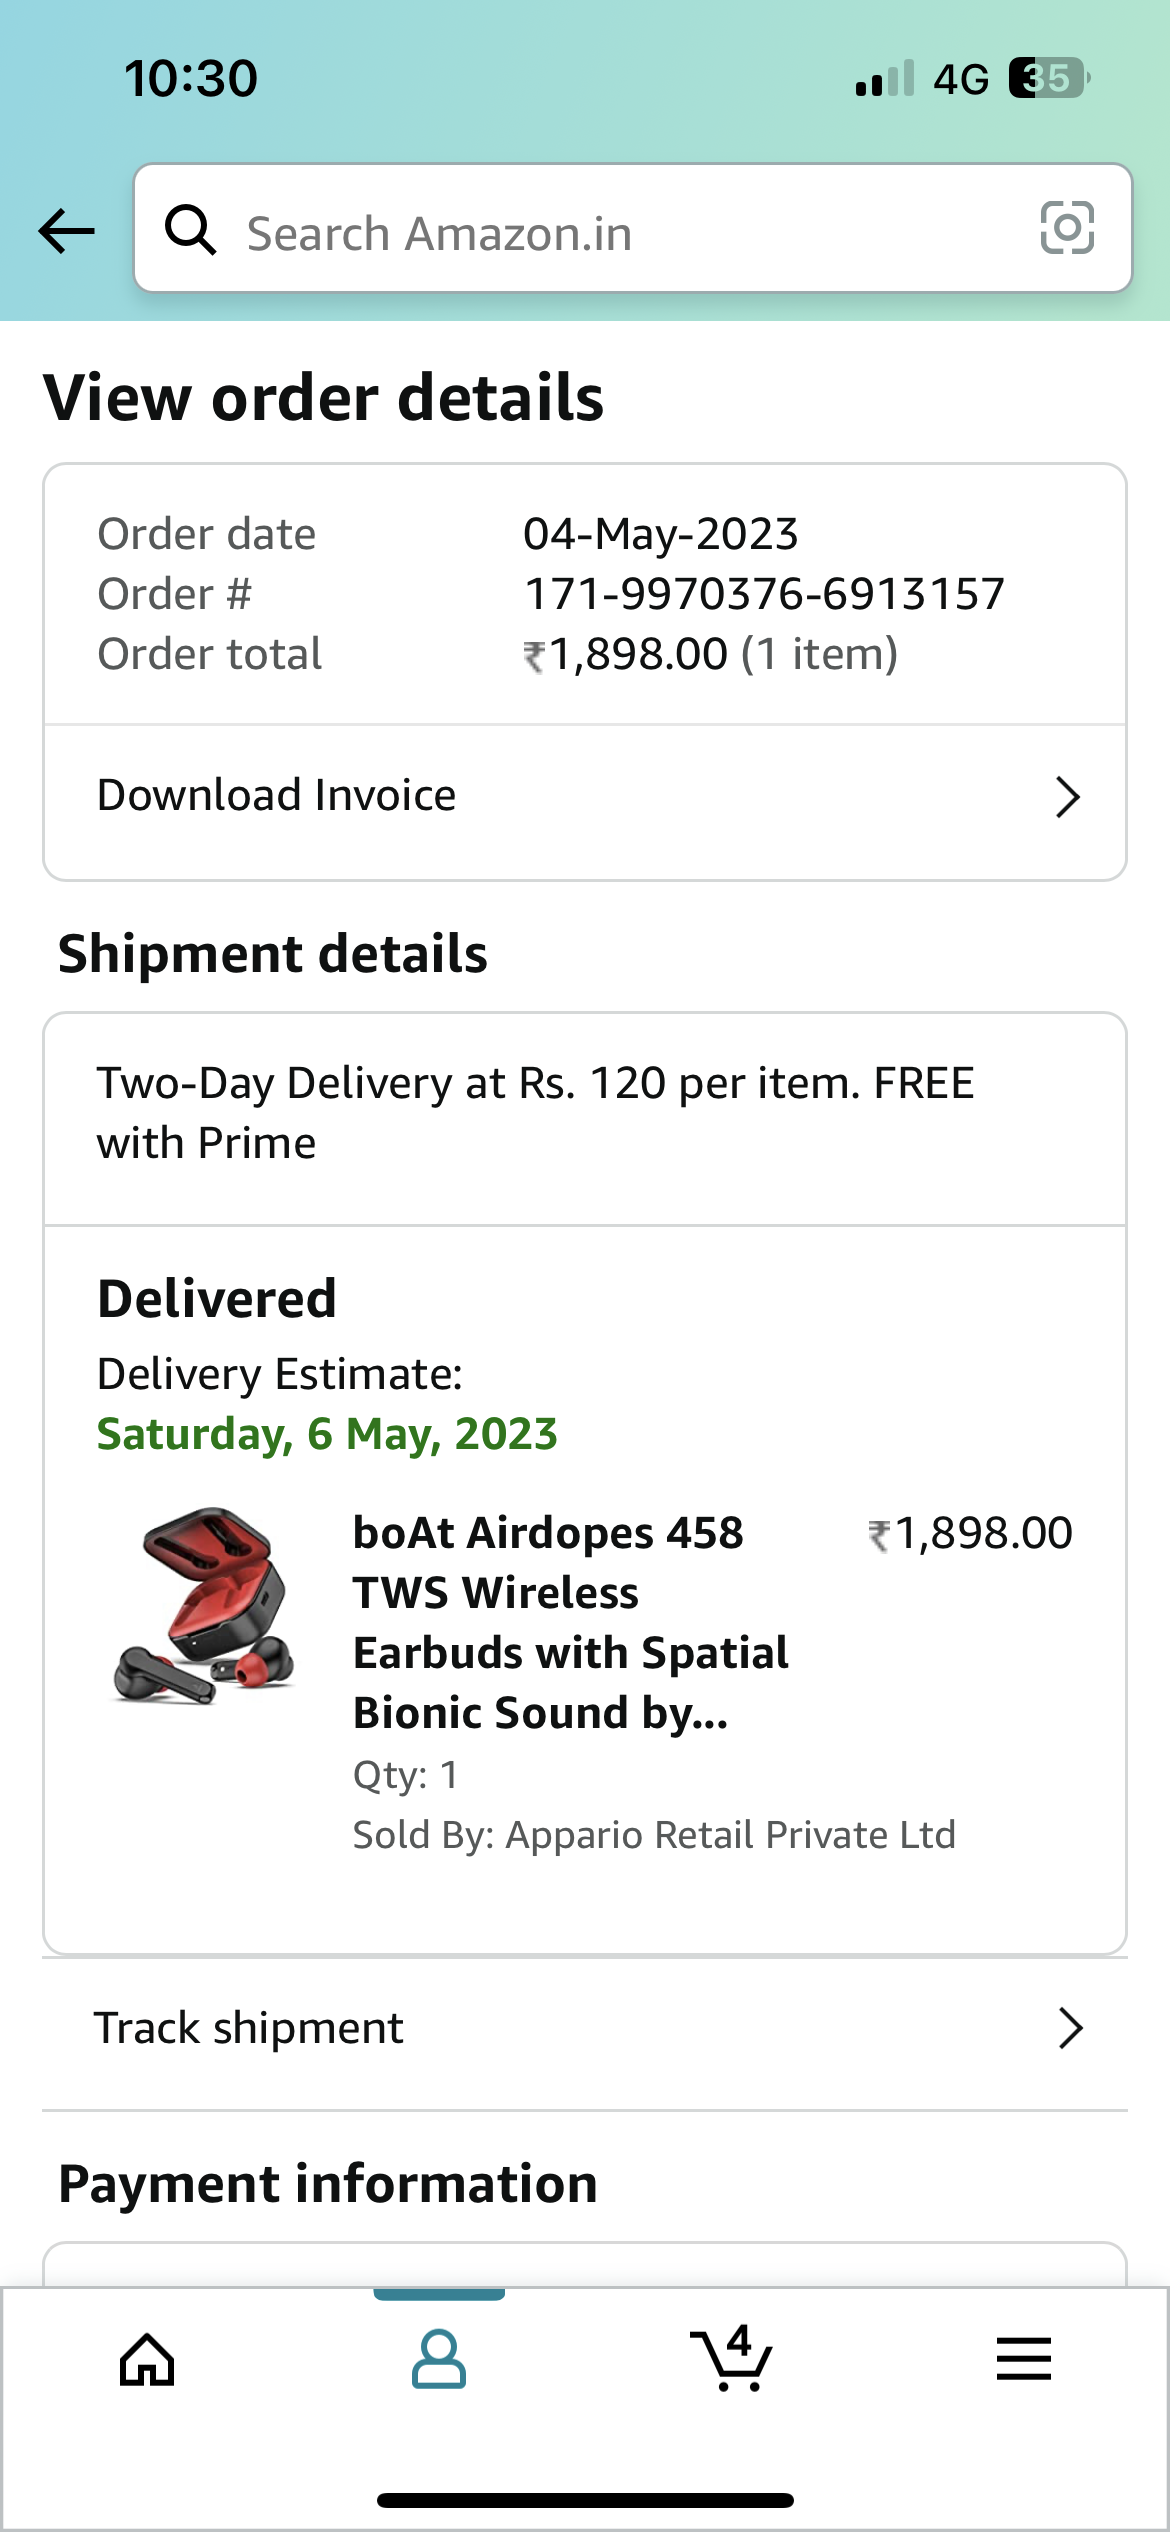 10:30 4G 35
Search Amazon.in
View order details
Order date 04-May-2023
Order # 171-9970376-6913157
Order total ₹1,898.00 (1 item)
Download Invoice
Shipment details
Two-Day Delivery at Rs. 120 per item. FREE
with Prime
Delivered
Delivery Estimate:
Saturday, 6 May, 2023
boAt Airdopes 458 ₹1,898.00
TWS Wireless
Earbuds with Spatial
Bionic Sound by...
Qty: 1
Sold By: Appario Retail Private Ltd
Track shipment
Payment information
4